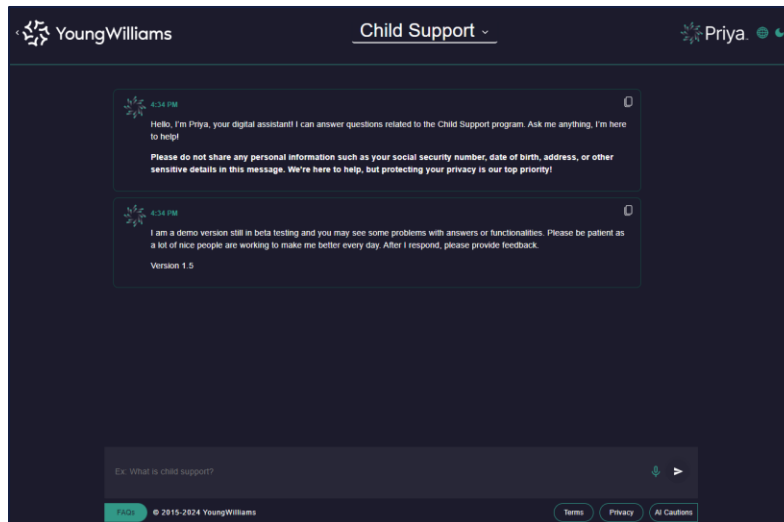 YoungWilliams
Child Support
Priya.
4:34 PM
Hello, I'm Priya, your digital assistant! I can answer questions related to the Child Support program. Ask me anything, I'm here
to help!
Please do not share any personal information such as your social security number, date of birth, address, or other
sensitive details in this message. We're here to help, but protecting your privacy is our top priority!
4:34 PM
I am a demo version still in beta testing and you may see some problems with answers or functionalities. Please be patient as
a lot of nice people are working to make me better every day. After I respond, please provide feedback.
Version 1.5
Ex: What is child support?
FAQs
© 2015-2024 YoungWilliams
Terms
Privacy
AI Cautions